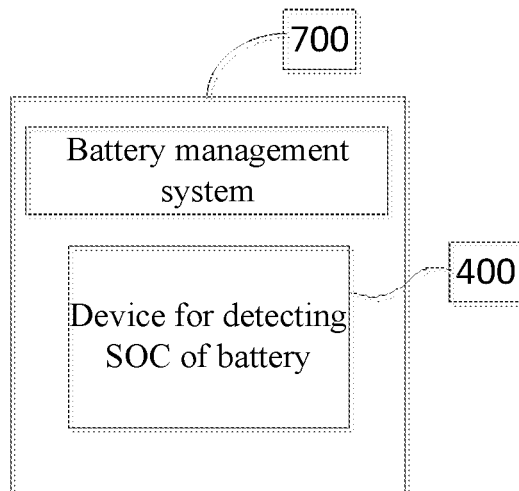 700
Battery management
system
400
Device for detecting
SOC of battery